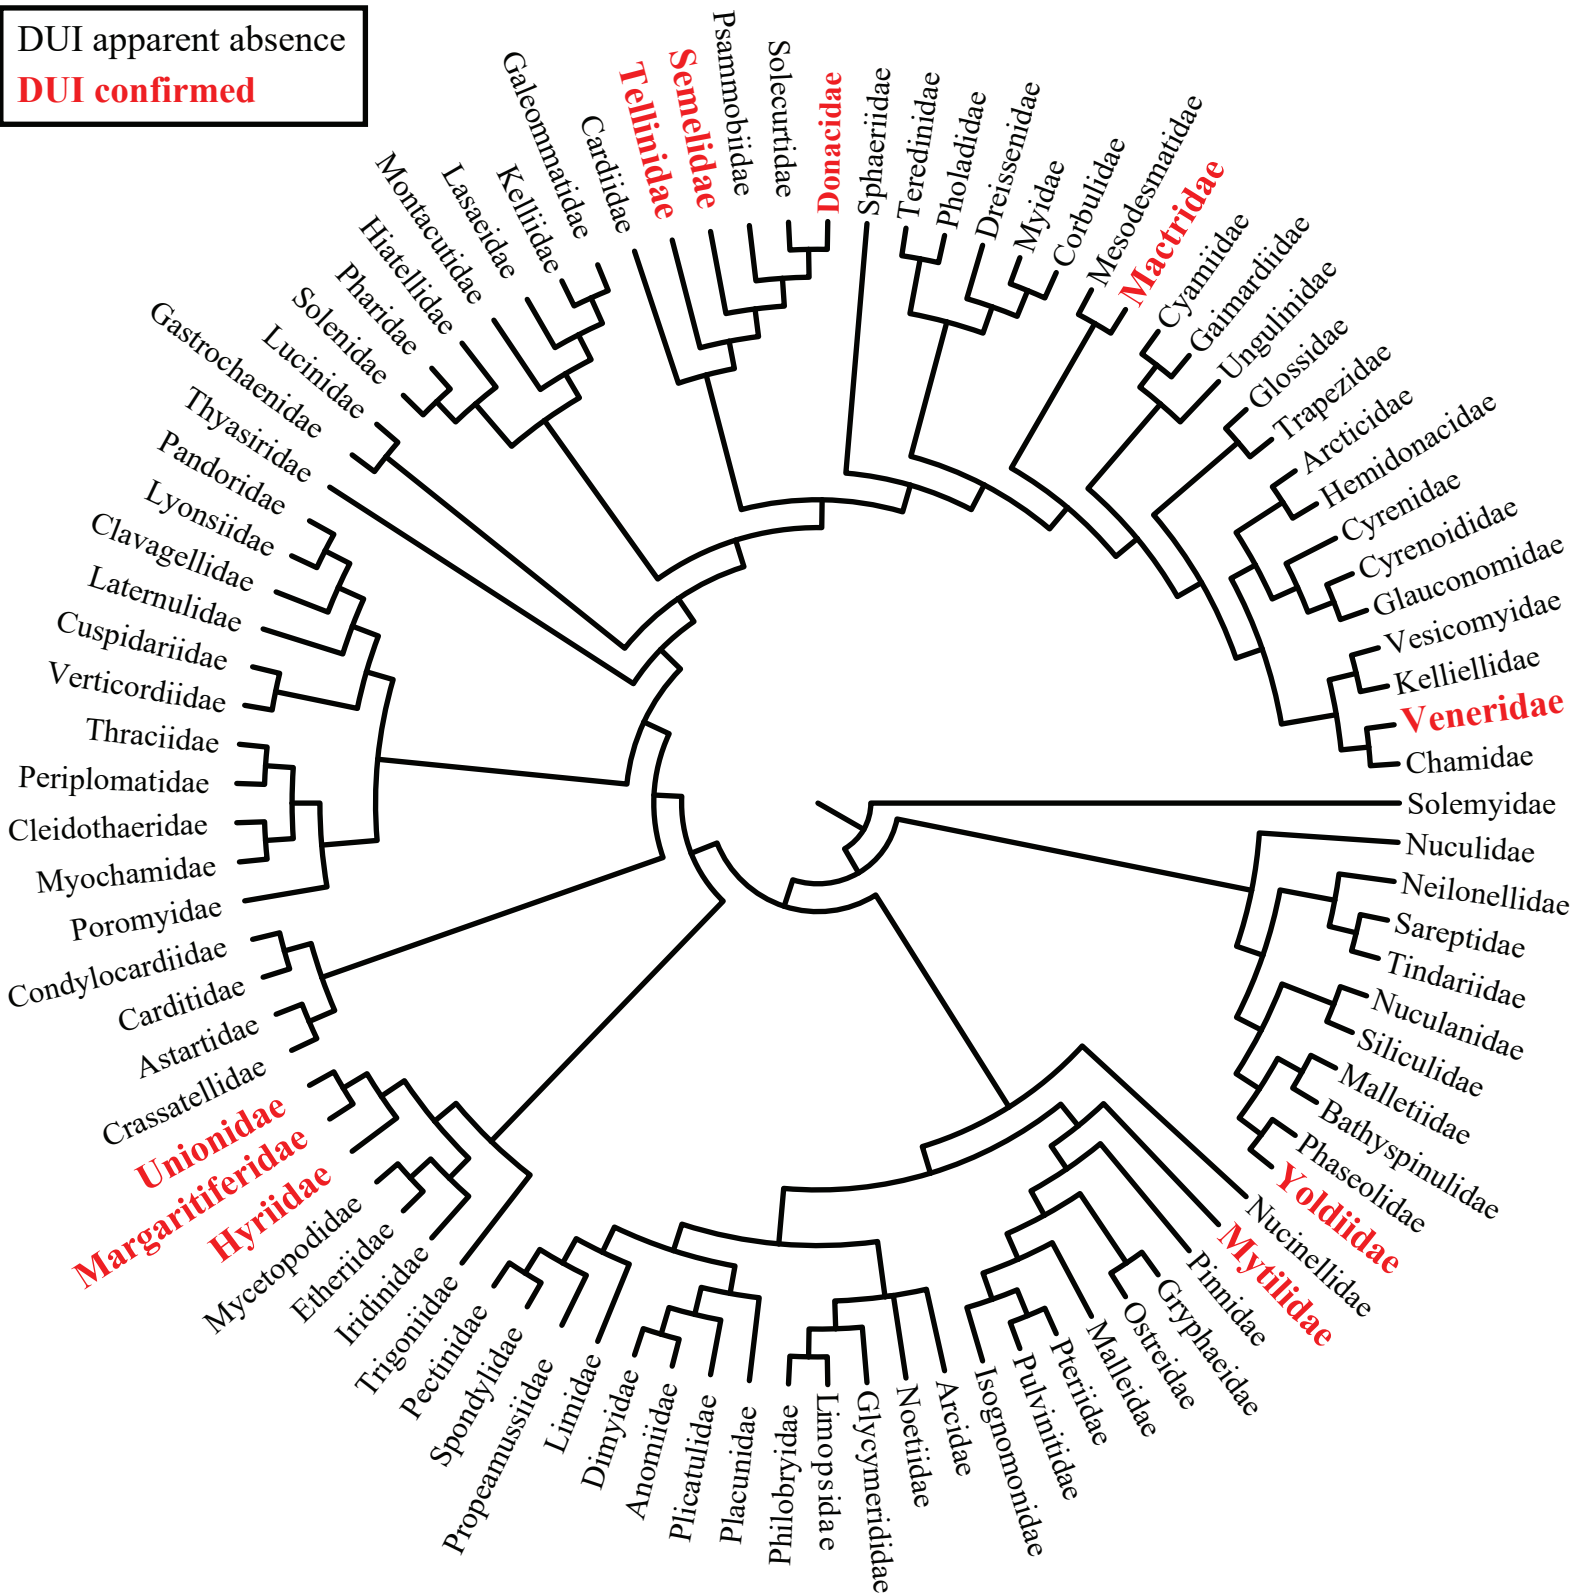 DUI apparent absence
DUI confirmed
Psammobiidae
Solecurtidae
Donacidae
Sphaeriidae
Teredinidae
Pholadidae
Dreissenidae
Myidae
Corbulidae
Mesodesmatidae
Mactridae
Cyamiidae
Gaimardiidae
Ungulinidae
Glossidae
Trapezidae
Arcticidae
Hemidonacidae
Cyrenidae
Cyrenoididae
Glauconomidae
Vesicomyidae
Kelliellidae
Veneridae
Chamidae
Solemyidae
Nuculidae
Neilonellidae
Sareptidae
Tindariidae
Nuculanidae
Siliculidae
Malletiidae
Bathyspinulidae
Phaseolidae
Yoldiidae
Nucinellidae
Mytilidae
Pinnidae
Gryphaeidae
Ostreidae
Malleidae
Pteriidae
Pulvinitidae
Isognomonidae
Arcidae
Noetiidae
Glycymerididae
Limopsidae
Philobryidae
Placunidae
Plicatulidae
Anomiidae
Dimyidae
Limidae
Propeamussiidae
Spondylidae
Pectinidae
Trigoniidae
Iridinidae
Etheriidae
Mycetopodidae
Hyriidae
Margaritiferidae
Unionidae
Crassatellidae
Astartidae
Carditidae
Condylocardiidae
Poromyidae
Myochamidae
Cleidothaeridae
Periplomatidae
Thraciidae
Verticordiidae
Cuspidariidae
Laternulidae
Clavagellidae
Lyonsiidae
Pandoridae
Thyasiridae
Gastrochaenidae
Lucinidae
Solenidae
Pharidae
Hiatellidae
Montacutidae
Lasaeidae
Kelliidae
Galeommatidae
Cardiidae
Tellinidae
Semelidae